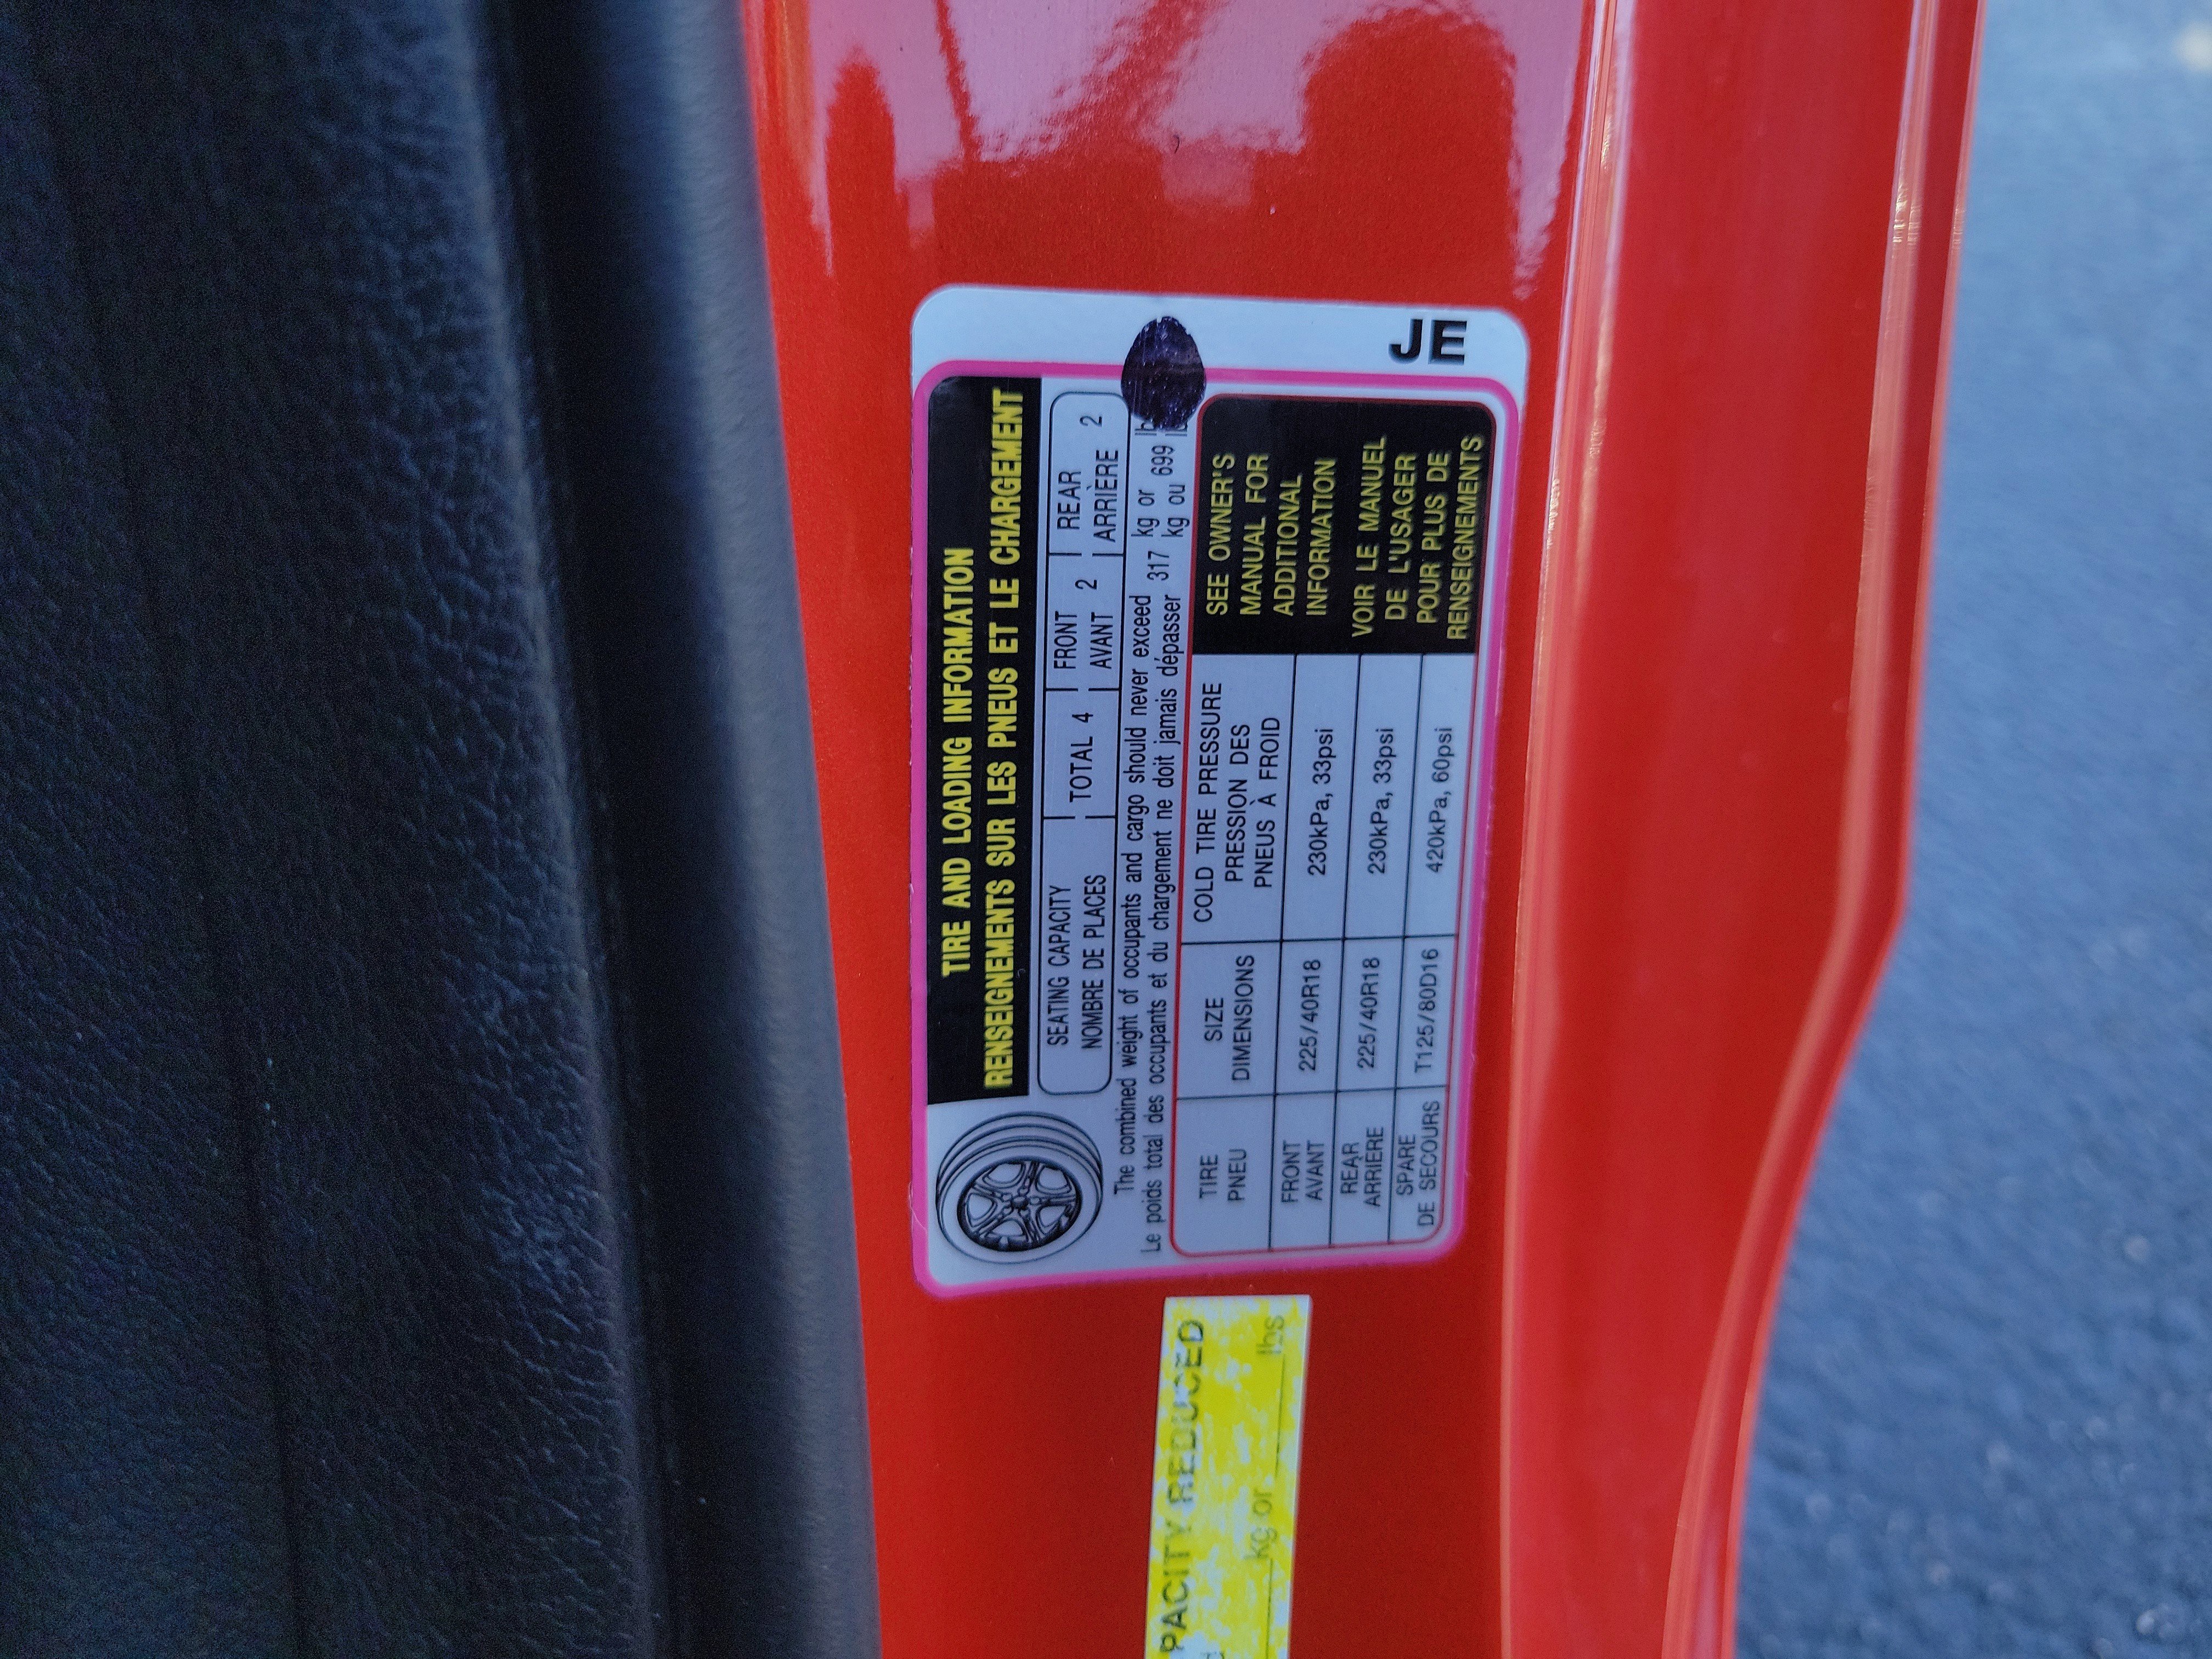 TIRE AND LOADING INFORMATION
RENSEIGNEMENTS SUR LES PNEUS ET LE CHARGEMENT
SEATING CAPACITY
NOMBRE DE PLACES
TOTAL 4
FRONT
AVANT 2
REAR
ARRIÈRE 2
The combined weight of occupants and cargo should never exceed kg or
Le poids total des occupants et du chargement ne doit jamais dépasser 317 kg ou 699
TIRE
PNEU
SIZE
DIMENSIONS
COLD TIRE PRESSURE
PRESSION DES
PNEUS À FROID
FRONT
AVANT
225/40R18
230kPa, 33psi
REAR
ARRIERE
225/40R18
230kPa, 33psi
SPARE
DE SECOURS
T125/80D16
420kPa, 60psi
SEE OWNER'S
MANUAL FOR
ADDITIONAL
INFORMATION
VOIR LE MANUEL
DE L'USAGER
POUR PLUS DE
RENSEIGNEMENTS
JE
PACITY REDUCED
kg or lbs